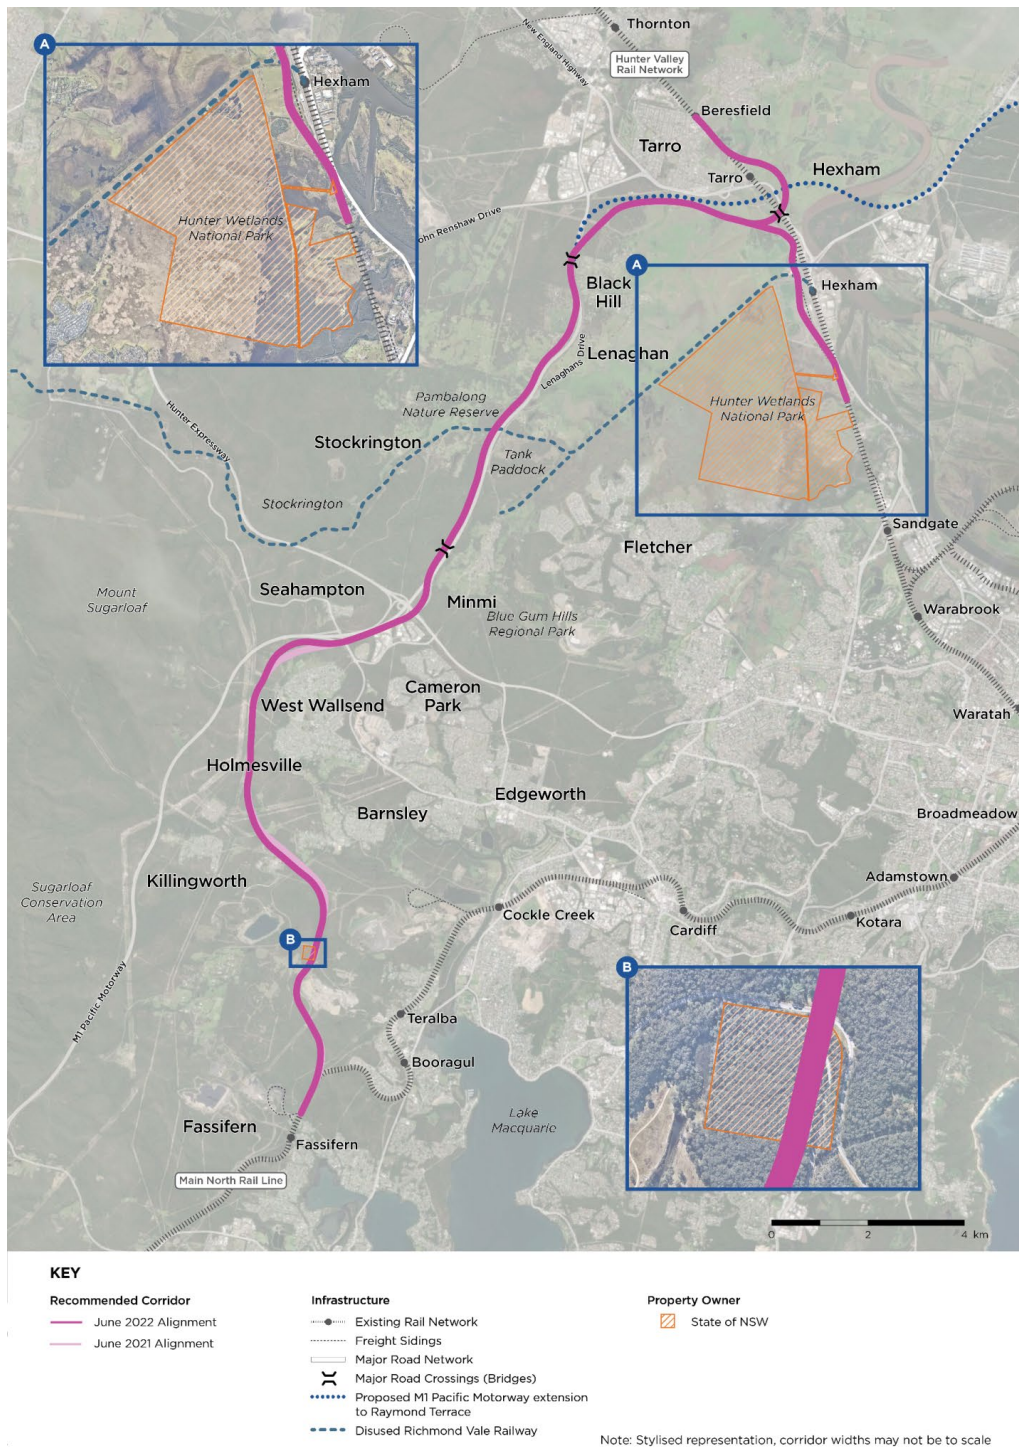 Thornton
New England Highway
Hunter Valley
Rail Network
A
Hexham
Beresfield
Tarro
Tarro
Hexham
Hunter Wetlands
National Park
ohn Renshaw Drive
A
Black
Hill
Hexham
Lenaghans Drive
Lenaghan
Pambalong
Nature Reserve
Hunter Wetlands
National Park
Hunter Expressway
Stockrington
Tank
Paddock
Stockrington
Sandgate
Fletcher
Mount
Sugarloaf
Seahampton
Minmi
Blue Gum Hills
Regional Park
Warabrook
West Wallsend
Cameron
Park
Waratah
Holmesville
Edgeworth
Barnsley
Broadmeadow
Killingworth
Sugarloaf
Conservation
Area
Adamstown
Cockle Creek
Cardiff
Kotara
B
M1 Pacific Motorway
B
Teralba
Booragul
Lake
Macquarie
Fassifern
Fassifern
Main North Rail Line
0 2 4 km
KEY
Recommended Corridor
June 2022 Alignment
June 2021 Alignment
Infrastructure
Existing Rail Network
Freight Sidings
Major Road Network
Major Road Crossings (Bridges)
Proposed M1 Pacific Motorway extension
to Raymond Terrace
Disused Richmond Vale Railway
Property Owner
State of NSW
Note: Stylised representation, corridor widths may not be to scale